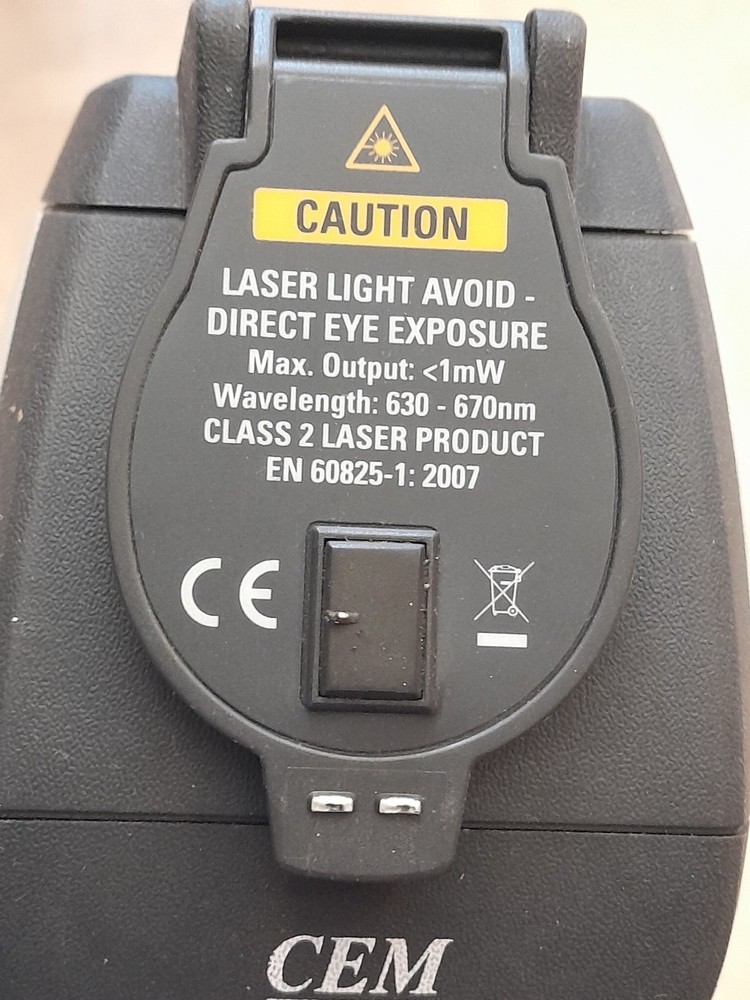 CAUTION
LASER LIGHT AVOID -
DIRECT EYE EXPOSURE
Max. Output: <1mW
Wavelength: 630 - 670nm
CLASS 2 LASER PRODUCT
EN 60825-1: 2007
CE
CEM